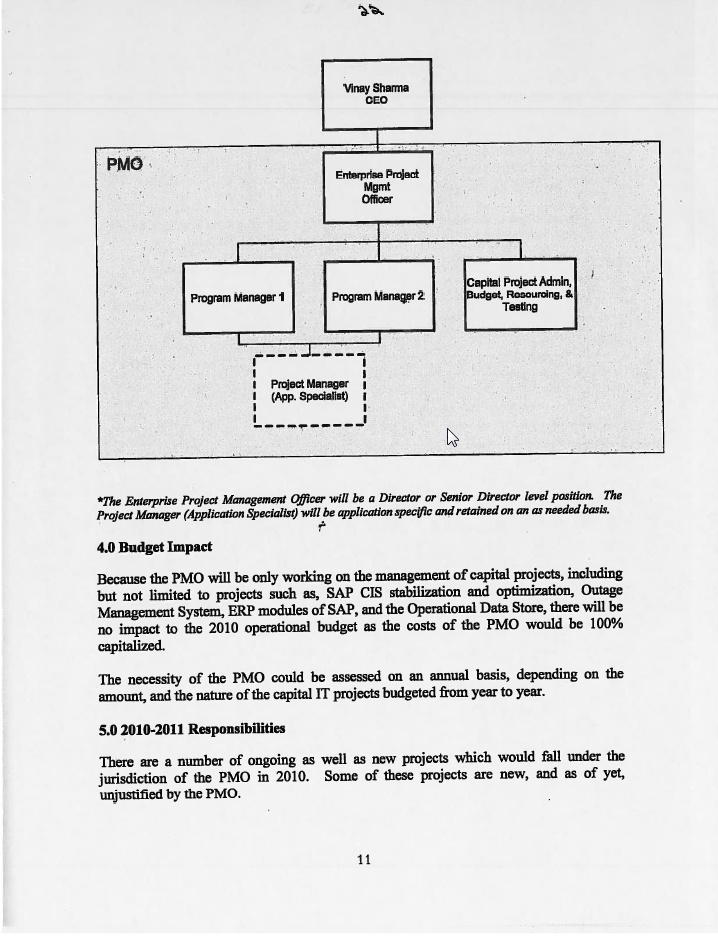 22
Vinay Sharma
CEO
PMO
Enterprise Project
Mgmt
Officer
Program Manager 1
Program Manager 2
Capital Project Admin,
Budget, Resourcing, &
Testing
Project Manager
(App. Specialist)
*The Enterprise Project Management Officer will be a Director or Senior Director level position. The
Project Manager (Application Specialist) will be application specific and retained on an as needed basis.
4.0 Budget Impact
Because the PMO will be only working on the management of capital projects, including
but not limited to projects such as, SAP CIS stabilization and optimization, Outage
Management System, ERP modules of SAP, and the Operational Data Store, there will be
no impact to the 2010 operational budget as the costs of the PMO would be 100%
capitalized.
The necessity of the PMO could be assessed on an annual basis, depending on the
amount, and the nature of the capital IT projects budgeted from year to year.
5.0 2010-2011 Responsibilities
There are a number of ongoing as well as new projects which would fall under the
jurisdiction of the PMO in 2010. Some of these projects are new, and as of yet,
unjustified by the PMO.
11